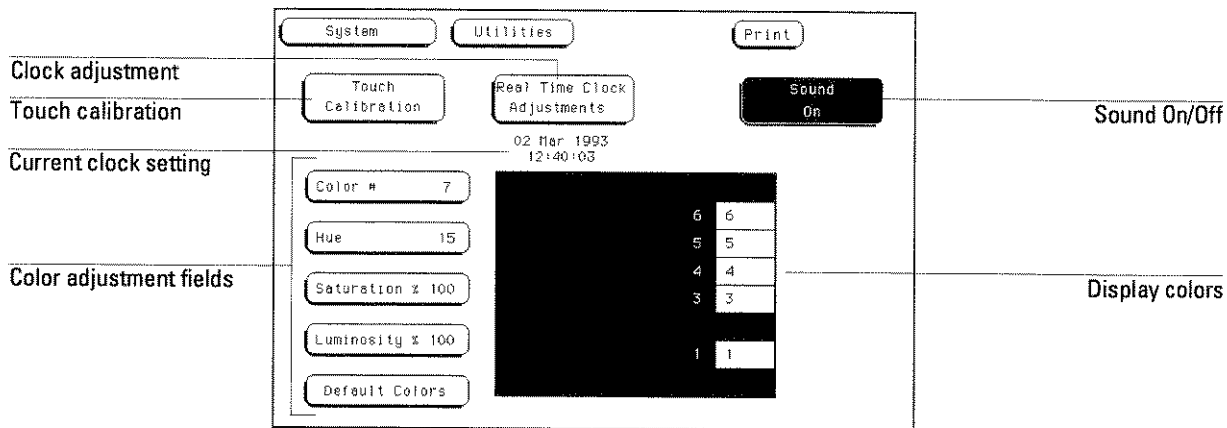 System Utilities Print
Clock adjustment
Touch calibration
Current clock setting
Color adjustment fields
Touch
Calibration
Real Time Clock
Adjustments
02 Mar 1993
12:40:03
Sound
On
Sound On/Off
Color # 7
Hue 15
Saturation % 100
Luminosity % 100
Default Colors
6 6
5 5
4 4
3 3
1 1
Display colors